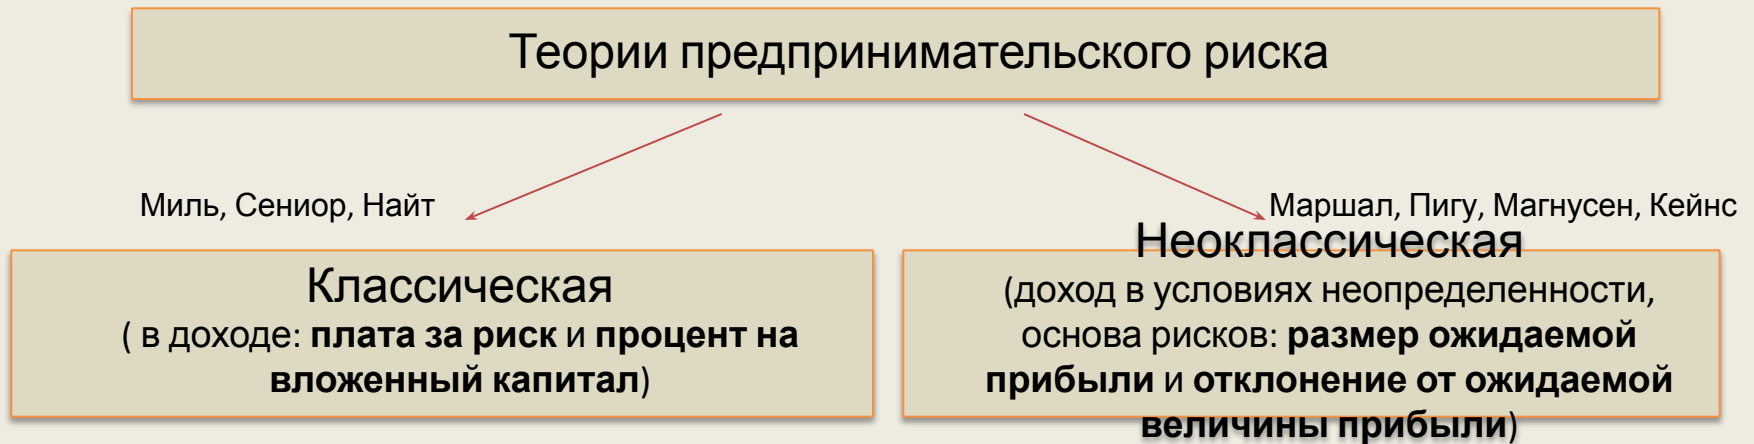 Теории предпринимательского риска
Миль, Сениор, Найт
Маршал, Пигу, Магнусен, Кейнс
Классическая
( в доходе: плата за риск и процент на
вложенный капитал)
Неоклассическая
(доход в условиях неопределенности,
основа рисков: размер ожидаемой
прибыли и отклонение от ожидаемой
величины прибыли)